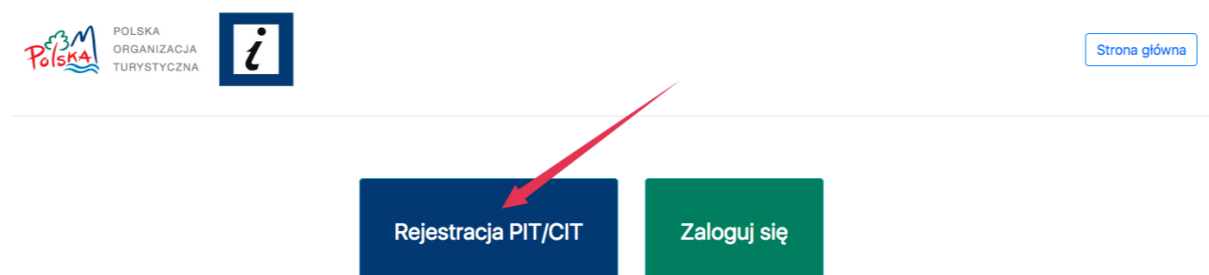 Polska
POLSKA
ORGANIZACJA
TURYSTYCZNA
i
Strona główna
Rejestracja PIT/CIT
Zaloguj się